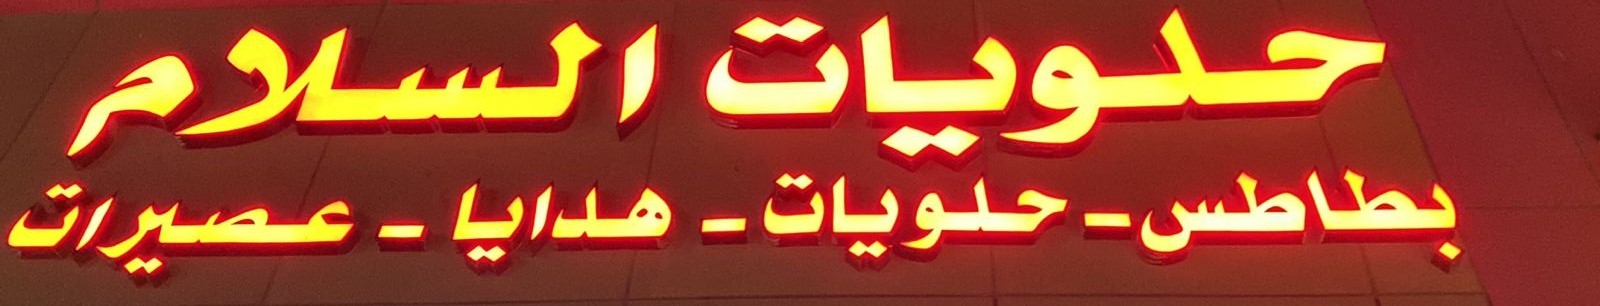 حلويات السلام
بطاطس - حلويات - هدايا - عصيرات